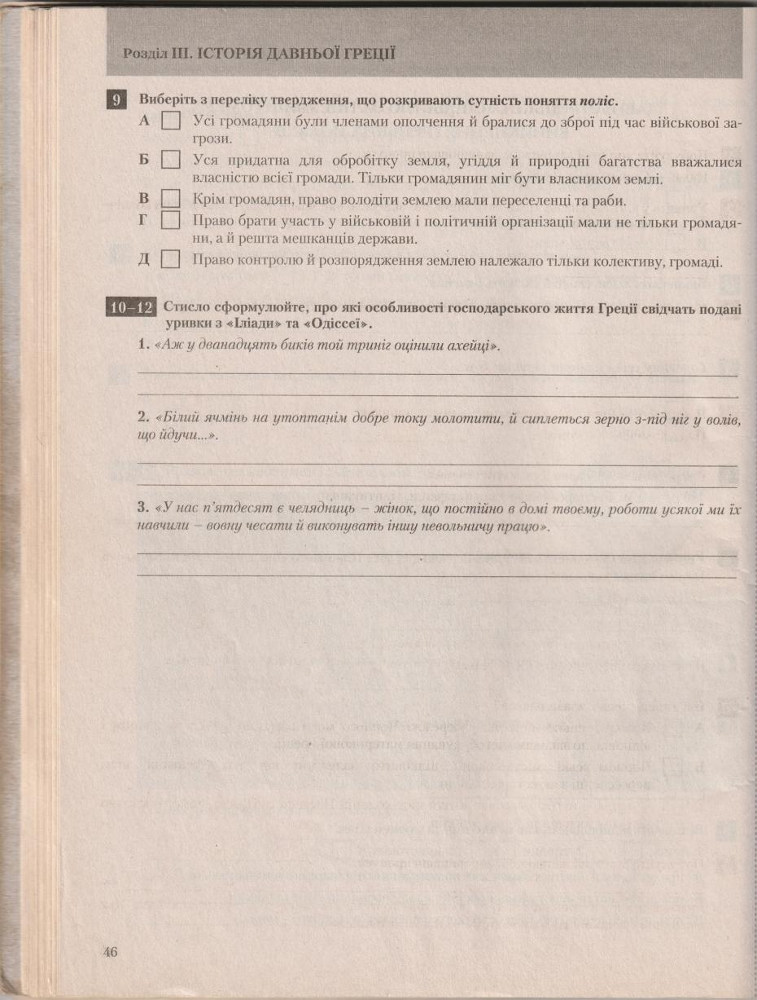 Розділ III. ІСТОРІЯ ДАВНЬОЇ ГРЕЦІЇ
9 Виберіть з переліку твердження, що розкривають сутність поняття поліс.
А Усі громадяни були членами ополчення й бралися до зброї під час військової за-
грози.
Б Уся придатна для обробітку земля, угіддя й природні багатства вважалися
власністю всієї громади. Тільки громадянин міг бути власником землі.
В Крім громадян, право володіти землею мали переселенці та раби.
Г Право брати участь у військовій і політичній організації мали не тільки громадя-
ни, а й решта мешканців держави.
Д Право контролю й розпорядження землею належало тільки колективу, громаді.
10–12 Стисло сформулюйте, про які особливості господарського життя Греції свідчать подані
уривки з «Іліади» та «Одіссеї».
1. «Аж у дванадцять биків той триніг оцінили ахейці».
2. «Білий ячмінь на утоптанім добре току молотити, й сиплеться зерно з-під ніг у волів,
що йдучи...».
3. «У нас п’ятдесят є челядниць – жінок, що постійно в домі твоєму, роботи усякої ми їх
навчили – вовну чесати й виконувать іншу невольничу працю».
46